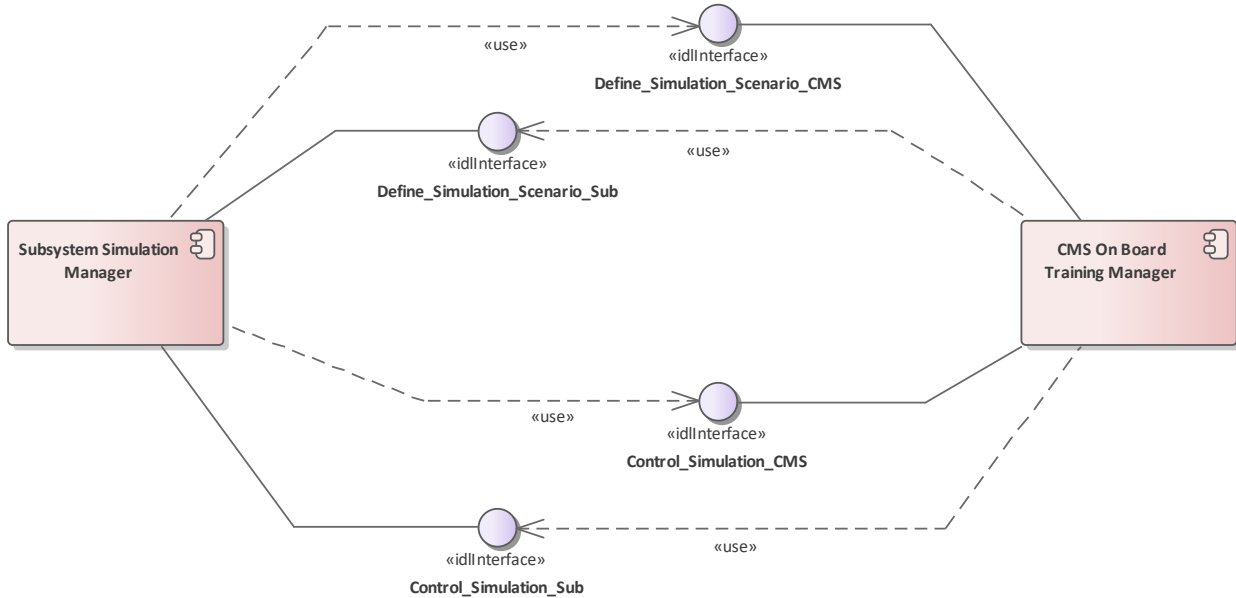 «use»
«idlInterface»
Define_Simulation_Scenario_CMS
«use»
«idlInterface»
Define_Simulation_Scenario_Sub
Subsystem Simulation
Manager
CMS On Board
Training Manager
«use»
«idlInterface»
Control_Simulation_CMS
«use»
«idlInterface»
Control_Simulation_Sub